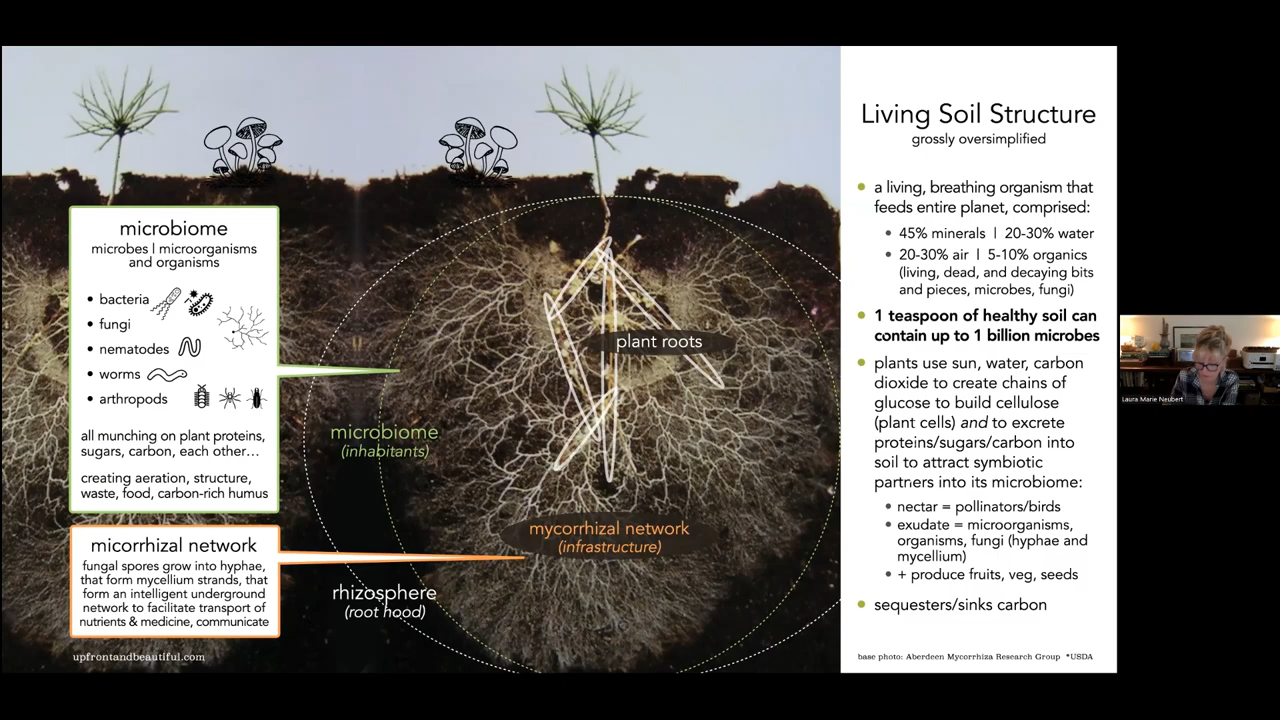 microbiome
microbes | microorganisms
and organisms
• bacteria
• fungi
• nematodes
• worms
• arthropods
all munching on plant proteins,
sugars, carbon, each other...
creating aeration, structure,
waste, food, carbon-rich humus
micorrhizal network
fungal spores grow into hyphae,
that form mycellium strands, that
form an intelligent underground
network to facilitate transport of
nutrients & medicine, communicate
upfrontandbeautiful.com
plant roots
microbiome
(inhabitants)
mycorrhizal network
(infrastructure)
rhizosphere
(root hood)
Living Soil Structure
grossly oversimplified
• a living, breathing organism that
feeds entire planet, comprised:
• 45% minerals | 20-30% water
• 20-30% air | 5-10% organics
(living, dead, and decaying bits
and pieces, microbes, fungi)
• 1 teaspoon of healthy soil can
contain up to 1 billion microbes
• plants use sun, water, carbon
dioxide to create chains of
glucose to build cellulose
(plant cells) and to excrete
proteins/sugars/carbon into
soil to attract symbiotic
partners into its microbiome:
• nectar = pollinators/birds
• exudate = microorganisms,
organisms, fungi (hyphae and
mycellium)
• + produce fruits, veg, seeds
• sequesters/sinks carbon
base photo: Aberdeen Mycorrhiza Research Group *USDA
Laura Marie Neubert